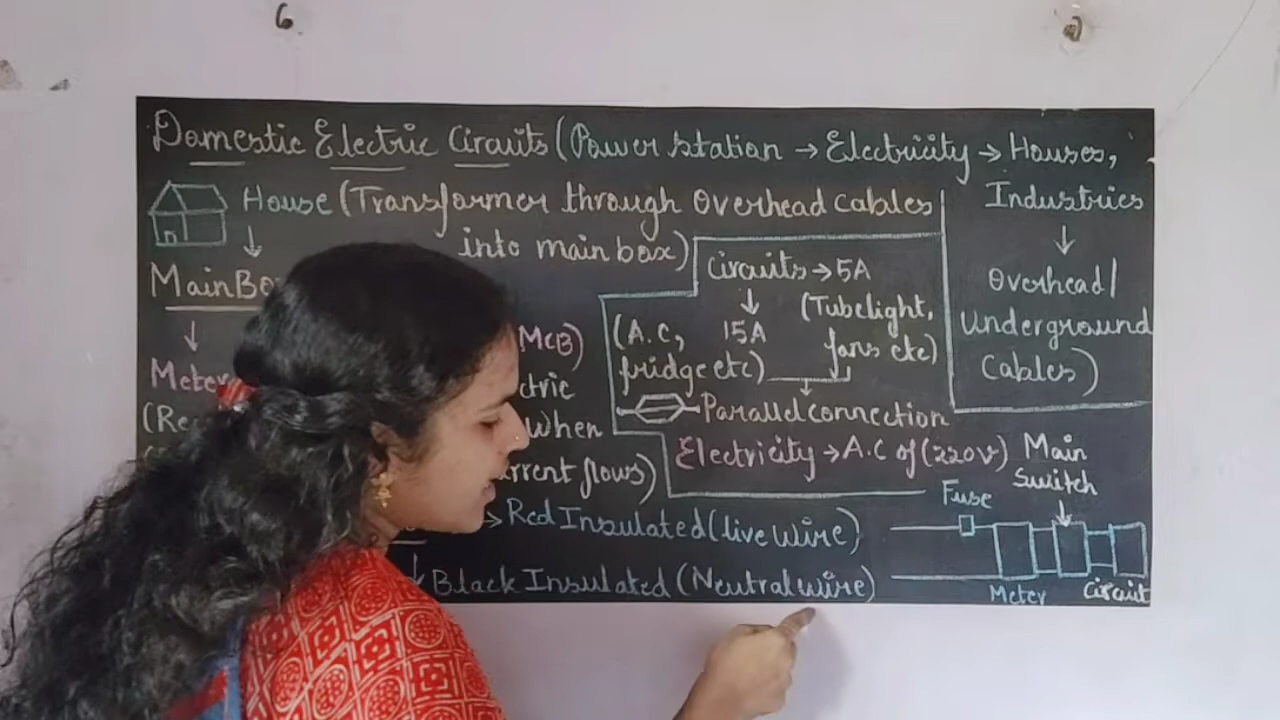 Domestic Electric Circuits (Power station → Electricity → Houses,
Industries
↓
Overhead/
Underground
Cables)
House (Transformer through Overhead cables
into main box)
↓
Main Bo
↓
Meter
(Re
MCB)
ctric
when
rrent flows)
Circuits → 5A
↓
(Tubelight,
fans etc)
15A
(A.C,
fridge etc)
Parallel connection
Electricity → A.C of (220V)
→ Red Insulated (live wire)
↓ Black Insulated (Neutral wire)
Main
Switch
↓
Fuse
Meter
Circuit